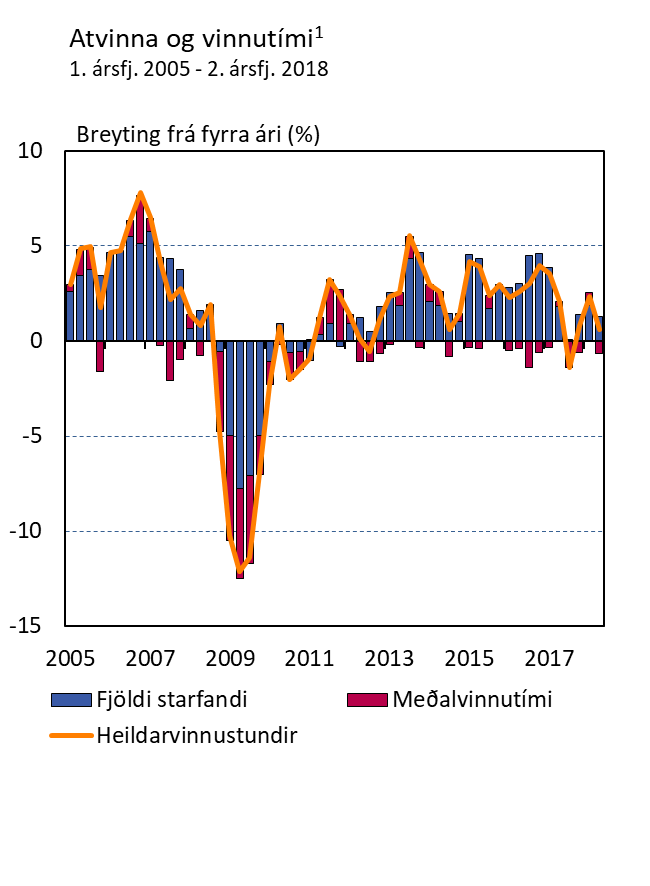 Atvinna og vinnutími¹
1. ársfj. 2005 - 2. ársfj. 2018
Breyting frá fyrra ári (%)
10
5
0
-5
-10
-15
2005 2007 2009 2011 2013 2015 2017
Fjöldi starfandi Meðalvinnutími
Heildarvinnustundir